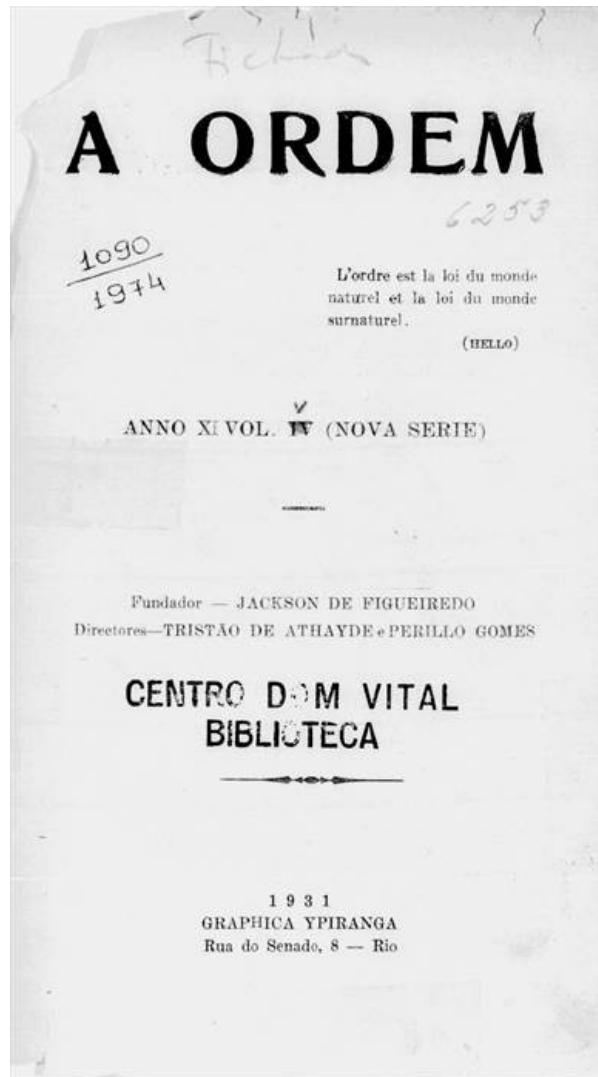 Fichado
A ORDEM
6253
1090
1974
L'ordre est la loi du monde
naturel et la loi du monde
surnaturel.
(HELLO)
V
ANNO XI VOL. IV (NOVA SERIE)
Fundador — JACKSON DE FIGUEIREDO
Directores—TRISTÃO DE ATHAYDE e PERILLO GOMES
CENTRO DOM VITAL
BIBLIOTECA
1931
GRAPHICA YPIRANGA
Rua do Senado, 8 — Rio